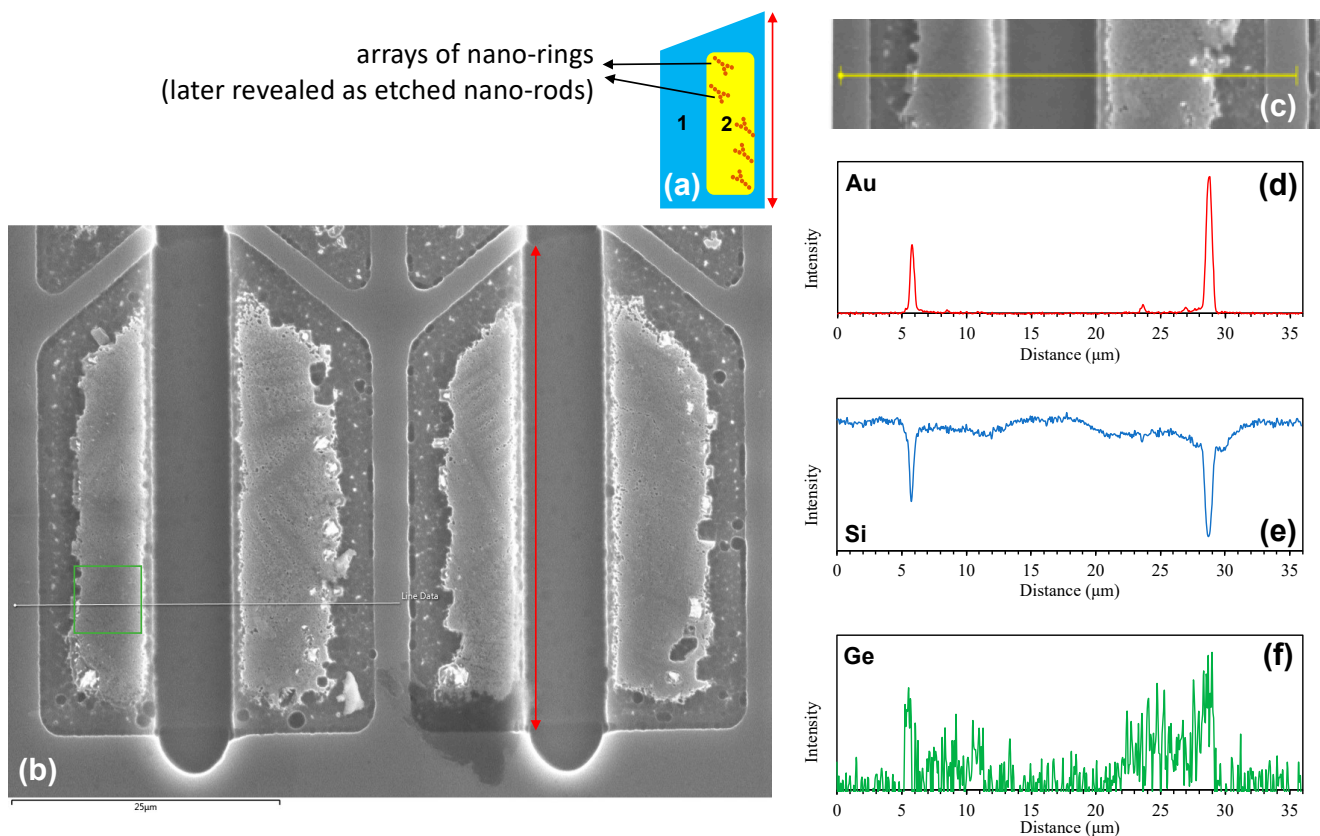 arrays of nano-rings
(later revealed as etched nano-rods)
1
2
(a)
(b)
Line Data
25μm
(c)
Au
(d)
Intensity
0 5 10 15 20 25 30 35
Distance (μm)
Si
(e)
Intensity
0 5 10 15 20 25 30 35
Distance (μm)
Ge
(f)
Intensity
0 5 10 15 20 25 30 35
Distance (μm)